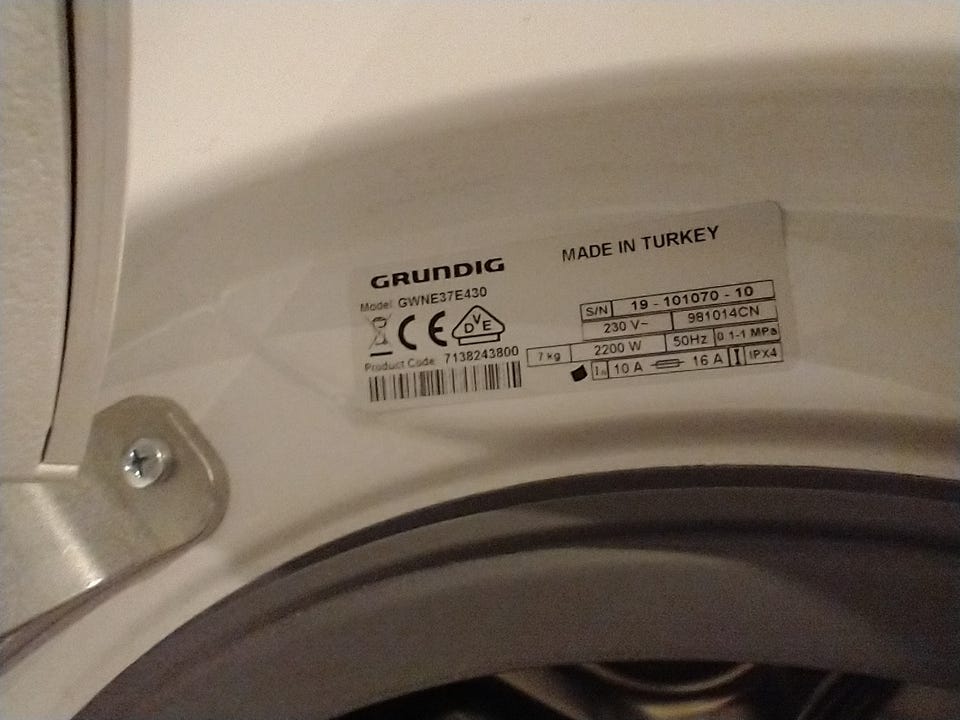 GRUNDIG
MADE IN TURKEY
Model: GWNE37E430
CE DVE
Product Code: 7138243800
S/N 19 - 101070 - 10
230 V~ 981014CN
7 kg 2200 W 50Hz 0.1-1 MPa
10 A 16 A IPX4